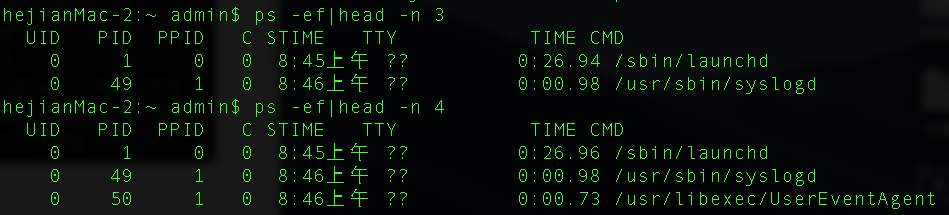 hejianMac-2:~ admin$ ps -ef|head -n 3
  UID   PID  PPID   C STIME   TTY           TIME CMD
    0     1     0   0  8:45上午 ??         0:26.94 /sbin/launchd
    0    49     1   0  8:46上午 ??         0:00.98 /usr/sbin/syslogd
hejianMac-2:~ admin$ ps -ef|head -n 4
  UID   PID  PPID   C STIME   TTY           TIME CMD
    0     1     0   0  8:45上午 ??         0:26.96 /sbin/launchd
    0    49     1   0  8:46上午 ??         0:00.98 /usr/sbin/syslogd
    0    50     1   0  8:46上午 ??         0:00.73 /usr/libexec/UserEventAgent